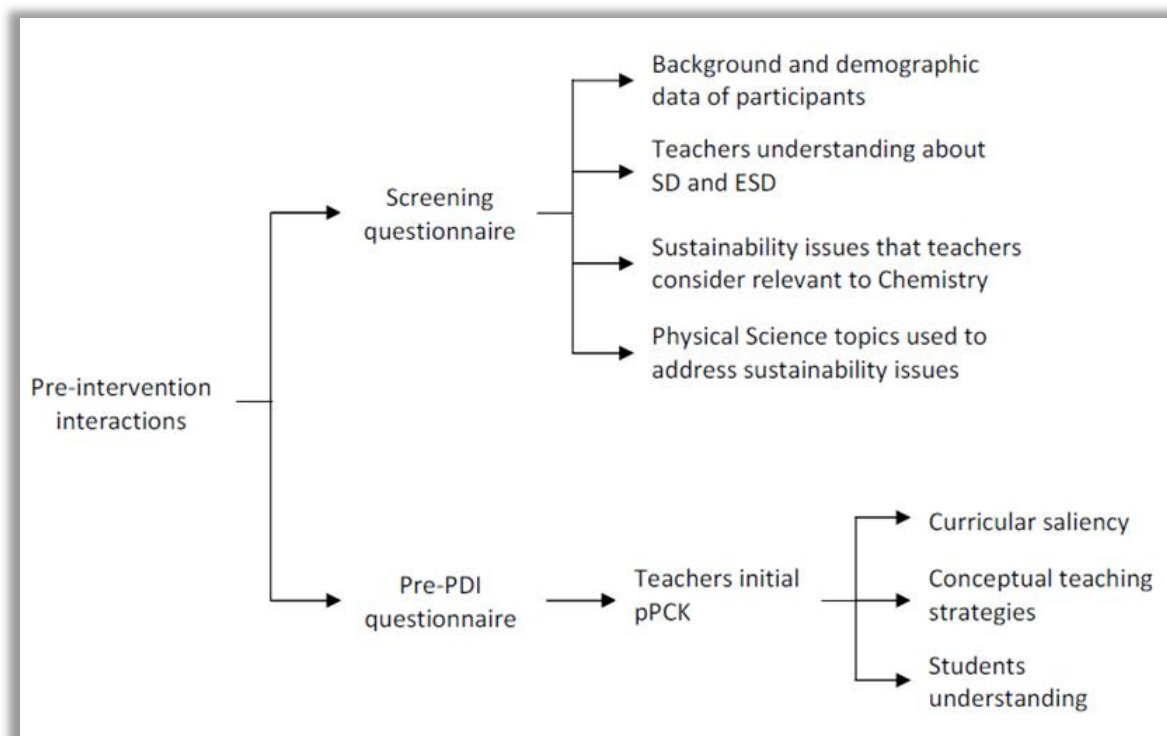 Background and demographic
data of participants
Teachers understanding about
SD and ESD
Screening
questionnaire
Sustainability issues that teachers
consider relevant to Chemistry
Physical Science topics used to
address sustainability issues
Pre-intervention
interactions
Curricular saliency
Pre-PDI
questionnaire
Teachers initial
pPCK
Conceptual teaching
strategies
Students
understanding